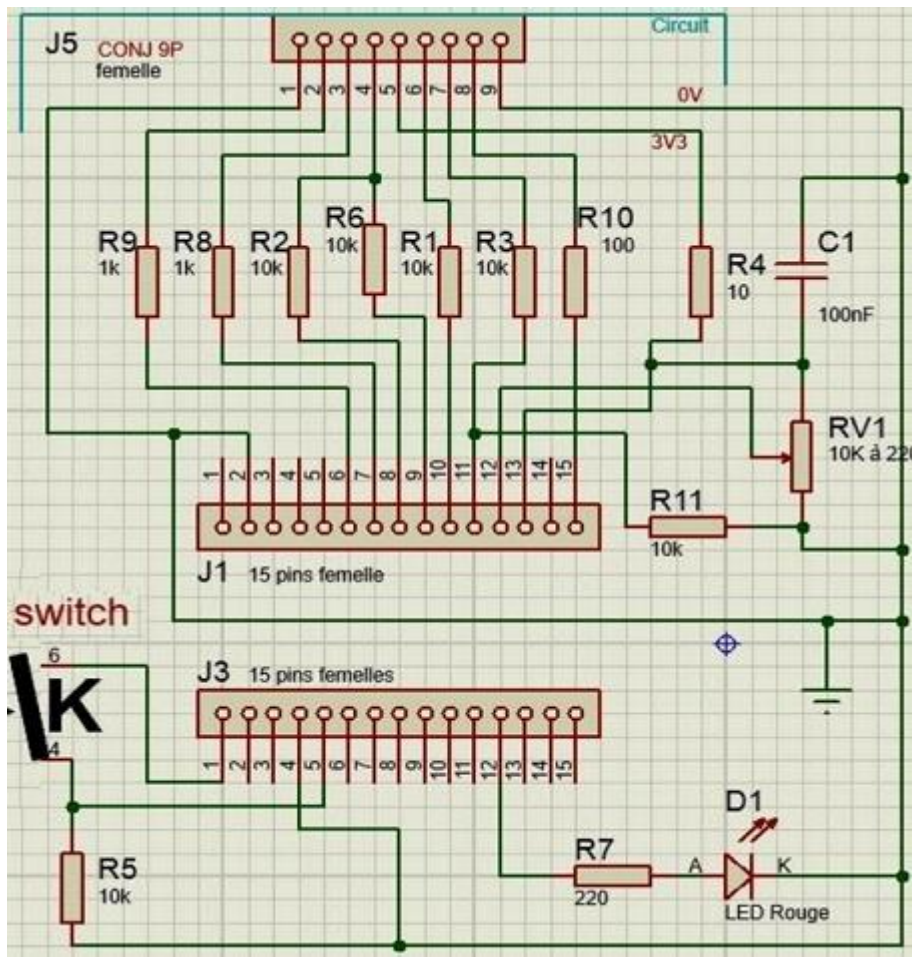 J5 CONJ 9P
femelle
Circuit
1 2 3 4 5 6 7 8 9
0V
3V3
R9
1k
R8
1k
R2
10k
R6
10k
R1
10k
R3
10k
R10
100
R4
10
C1
100nF
RV1
10K à 220
1 2 3 4 5 6 7 8 9 10 11 12 13 14 15
R11
10k
J1 15 pins femelle
switch
6
K
4
J3 15 pins femelles
1 2 3 4 5 6 7 8 9 10 11 12 13 14 15
R5
10k
R7
220
D1
A K
LED Rouge